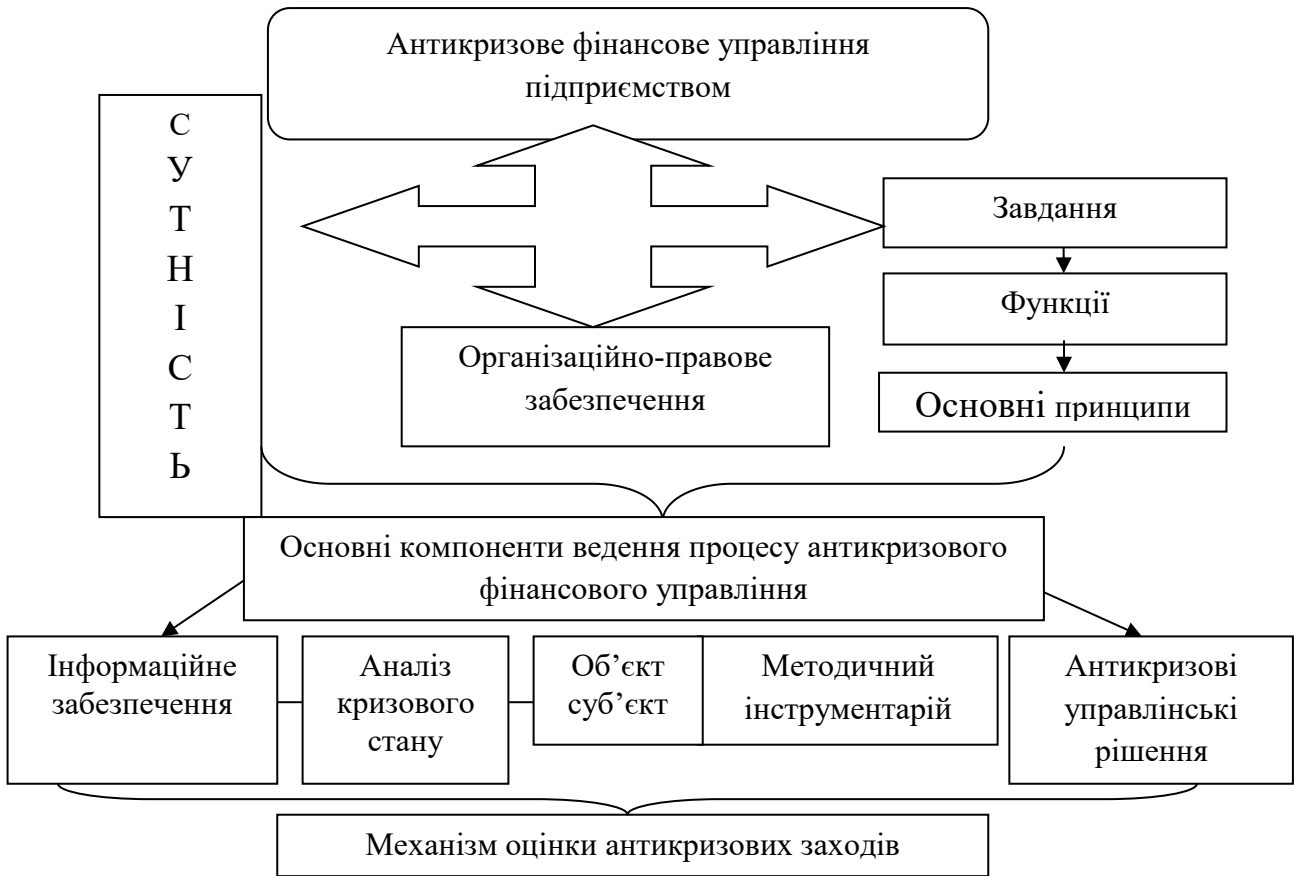 Антикризове фінансове управління
підприємством
С
У
Т
Н
І
С
Т
Ь
Завдання
Функції
Основні принципи
Організаційно-правове
забезпечення
Основні компоненти ведення процесу антикризового
фінансового управління
Інформаційне
забезпечення
Аналіз
кризового
стану
Об’єкт
суб’єкт
Методичний
інструментарій
Антикризові
управлінські
рішення
Механізм оцінки антикризових заходів